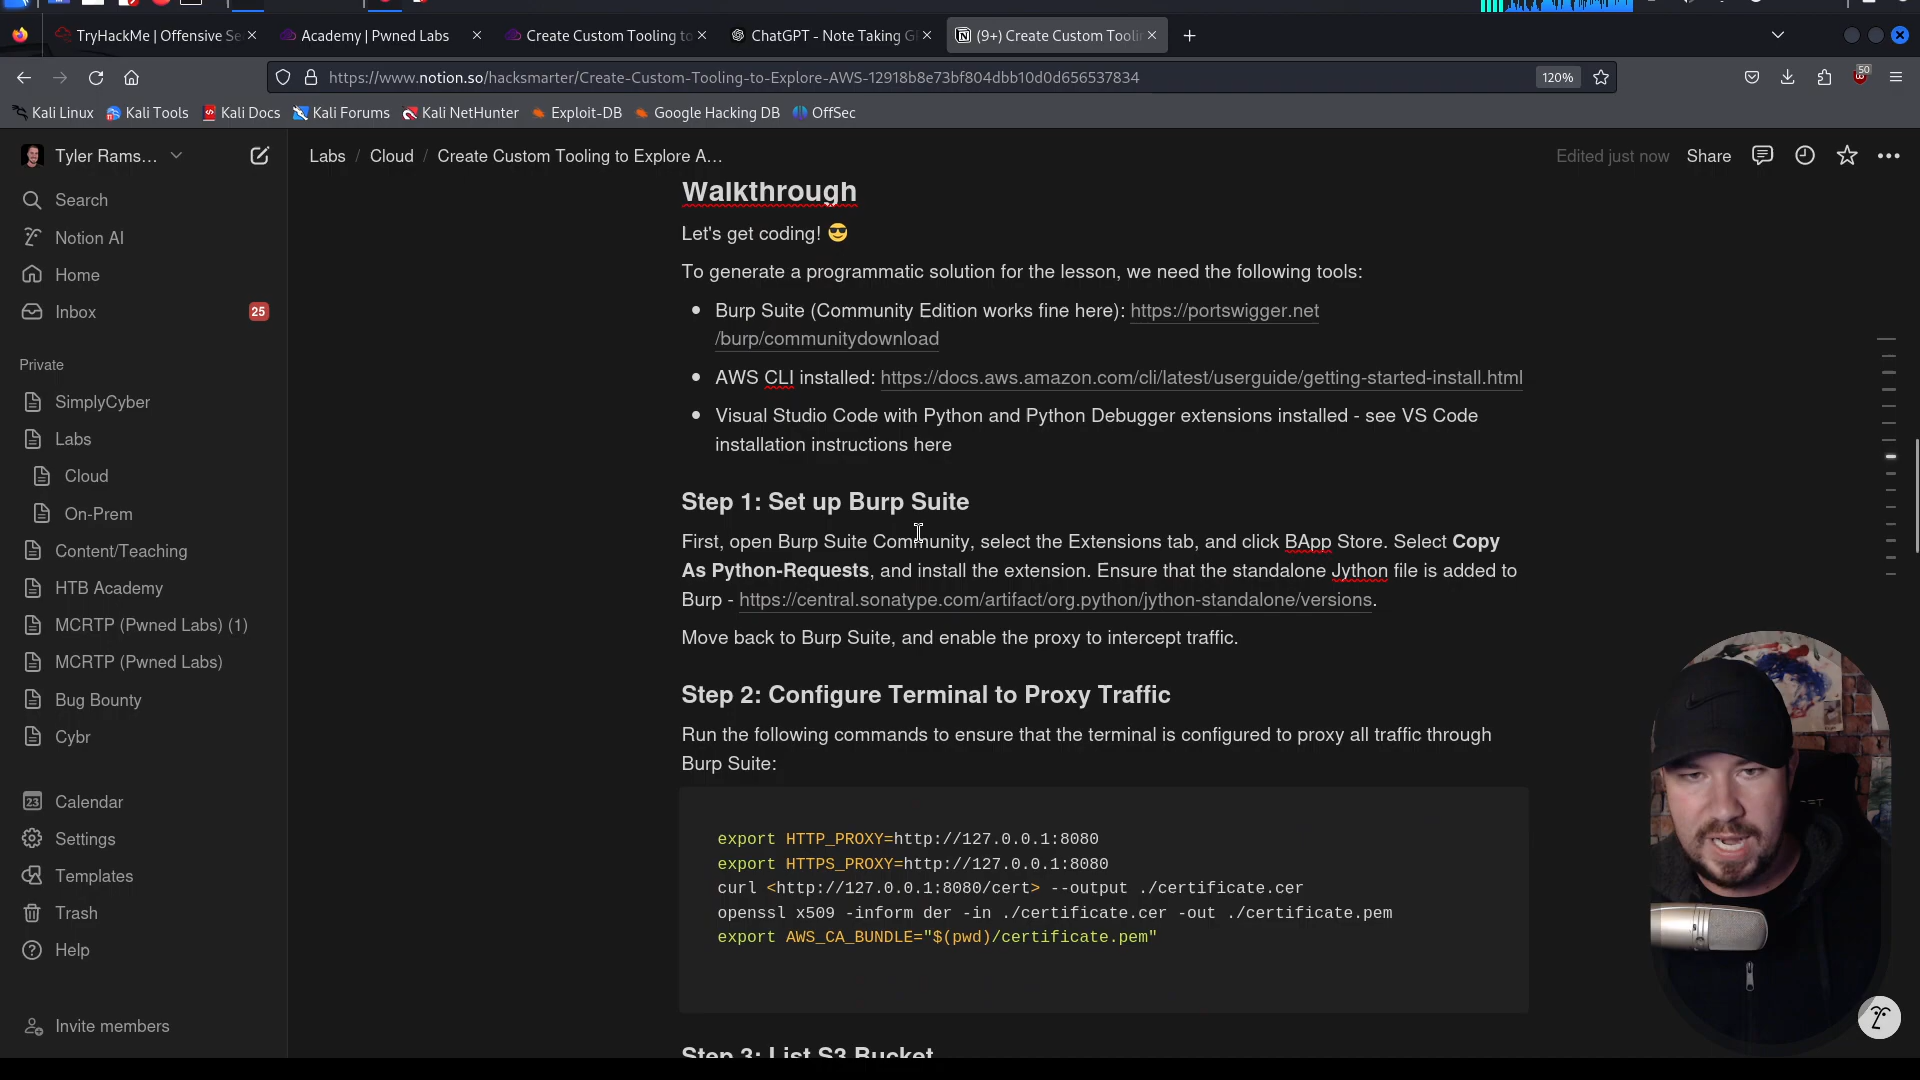 TryHackMe | Offensive Se
Academy | Pwned Labs
Create Custom Tooling to
ChatGPT - Note Taking G
(9+) Create Custom Toolin
https://www.notion.so/hacksmarter/Create-Custom-Tooling-to-Explore-AWS-12918b8e73bf804dbb10d0d656537834
120%
50
Kali Linux
Kali Tools
Kali Docs
Kali Forums
Kali NetHunter
Exploit-DB
Google Hacking DB
OffSec
Tyler Rams...
Labs / Cloud / Create Custom Tooling to Explore A...
Edited just now
Share
Search
Notion AI
Home
Inbox
25
Private
SimplyCyber
Labs
Cloud
On-Prem
Content/Teaching
HTB Academy
MCRTP (Pwned Labs) (1)
MCRTP (Pwned Labs)
Bug Bounty
Cybr
23
Calendar
Settings
Templates
Trash
Help
Invite members
Walkthrough
Let's get coding! 😎
To generate a programmatic solution for the lesson, we need the following tools:
• Burp Suite (Community Edition works fine here): https://portswigger.net
/burp/communitydownload
• AWS CLI installed: https://docs.aws.amazon.com/cli/latest/userguide/getting-started-install.html
• Visual Studio Code with Python and Python Debugger extensions installed - see VS Code
installation instructions here
Step 1: Set up Burp Suite
First, open Burp Suite Community, select the Extensions tab, and click BApp Store. Select Copy
As Python-Requests, and install the extension. Ensure that the standalone Jython file is added to
Burp - https://central.sonatype.com/artifact/org.python/jython-standalone/versions.
Move back to Burp Suite, and enable the proxy to intercept traffic.
Step 2: Configure Terminal to Proxy Traffic
Run the following commands to ensure that the terminal is configured to proxy all traffic through
Burp Suite:
export HTTP_PROXY=http://127.0.0.1:8080
export HTTPS_PROXY=http://127.0.0.1:8080
curl <http://127.0.0.1:8080/cert> --output ./certificate.cer
openssl x509 -inform der -in ./certificate.cer -out ./certificate.pem
export AWS_CA_BUNDLE="$(pwd)/certificate.pem"
Step 3: List S3 Bucket